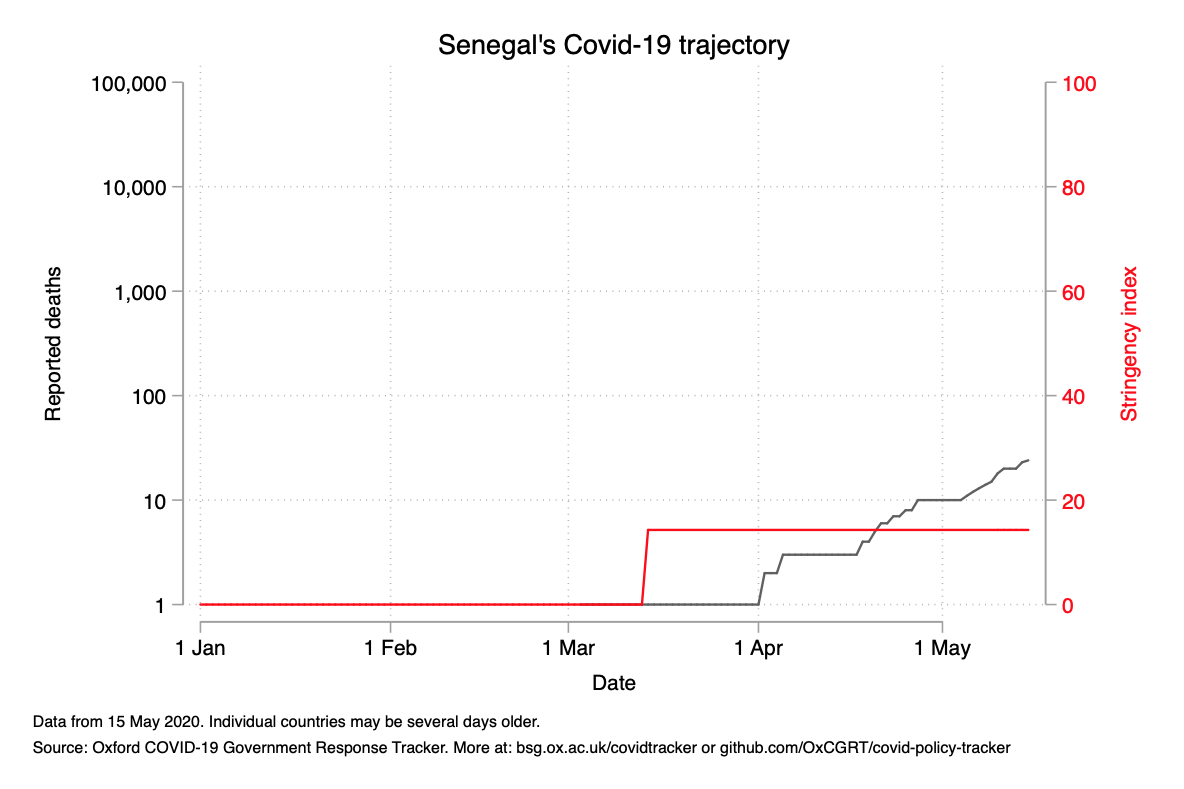 Senegal's Covid-19 trajectory
100,000
10,000
1,000
100
10
1
Reported deaths
100
80
60
40
20
0
Stringency index
1 Jan
1 Feb
1 Mar
1 Apr
1 May
Date
Data from 15 May 2020. Individual countries may be several days older.
Source: Oxford COVID-19 Government Response Tracker. More at: bsg.ox.ac.uk/covidtracker or github.com/OxCGRT/covid-policy-tracker